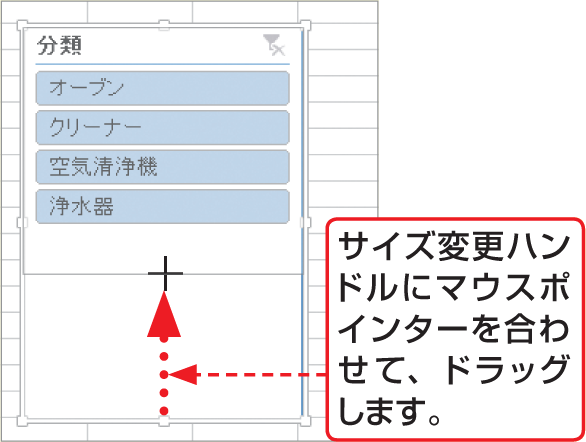 分類
オーブン
クリーナー
空気清浄機
浄水器
サイズ変更ハン
ドルにマウスポ
インターを合わ
せて、ドラッグ
します。